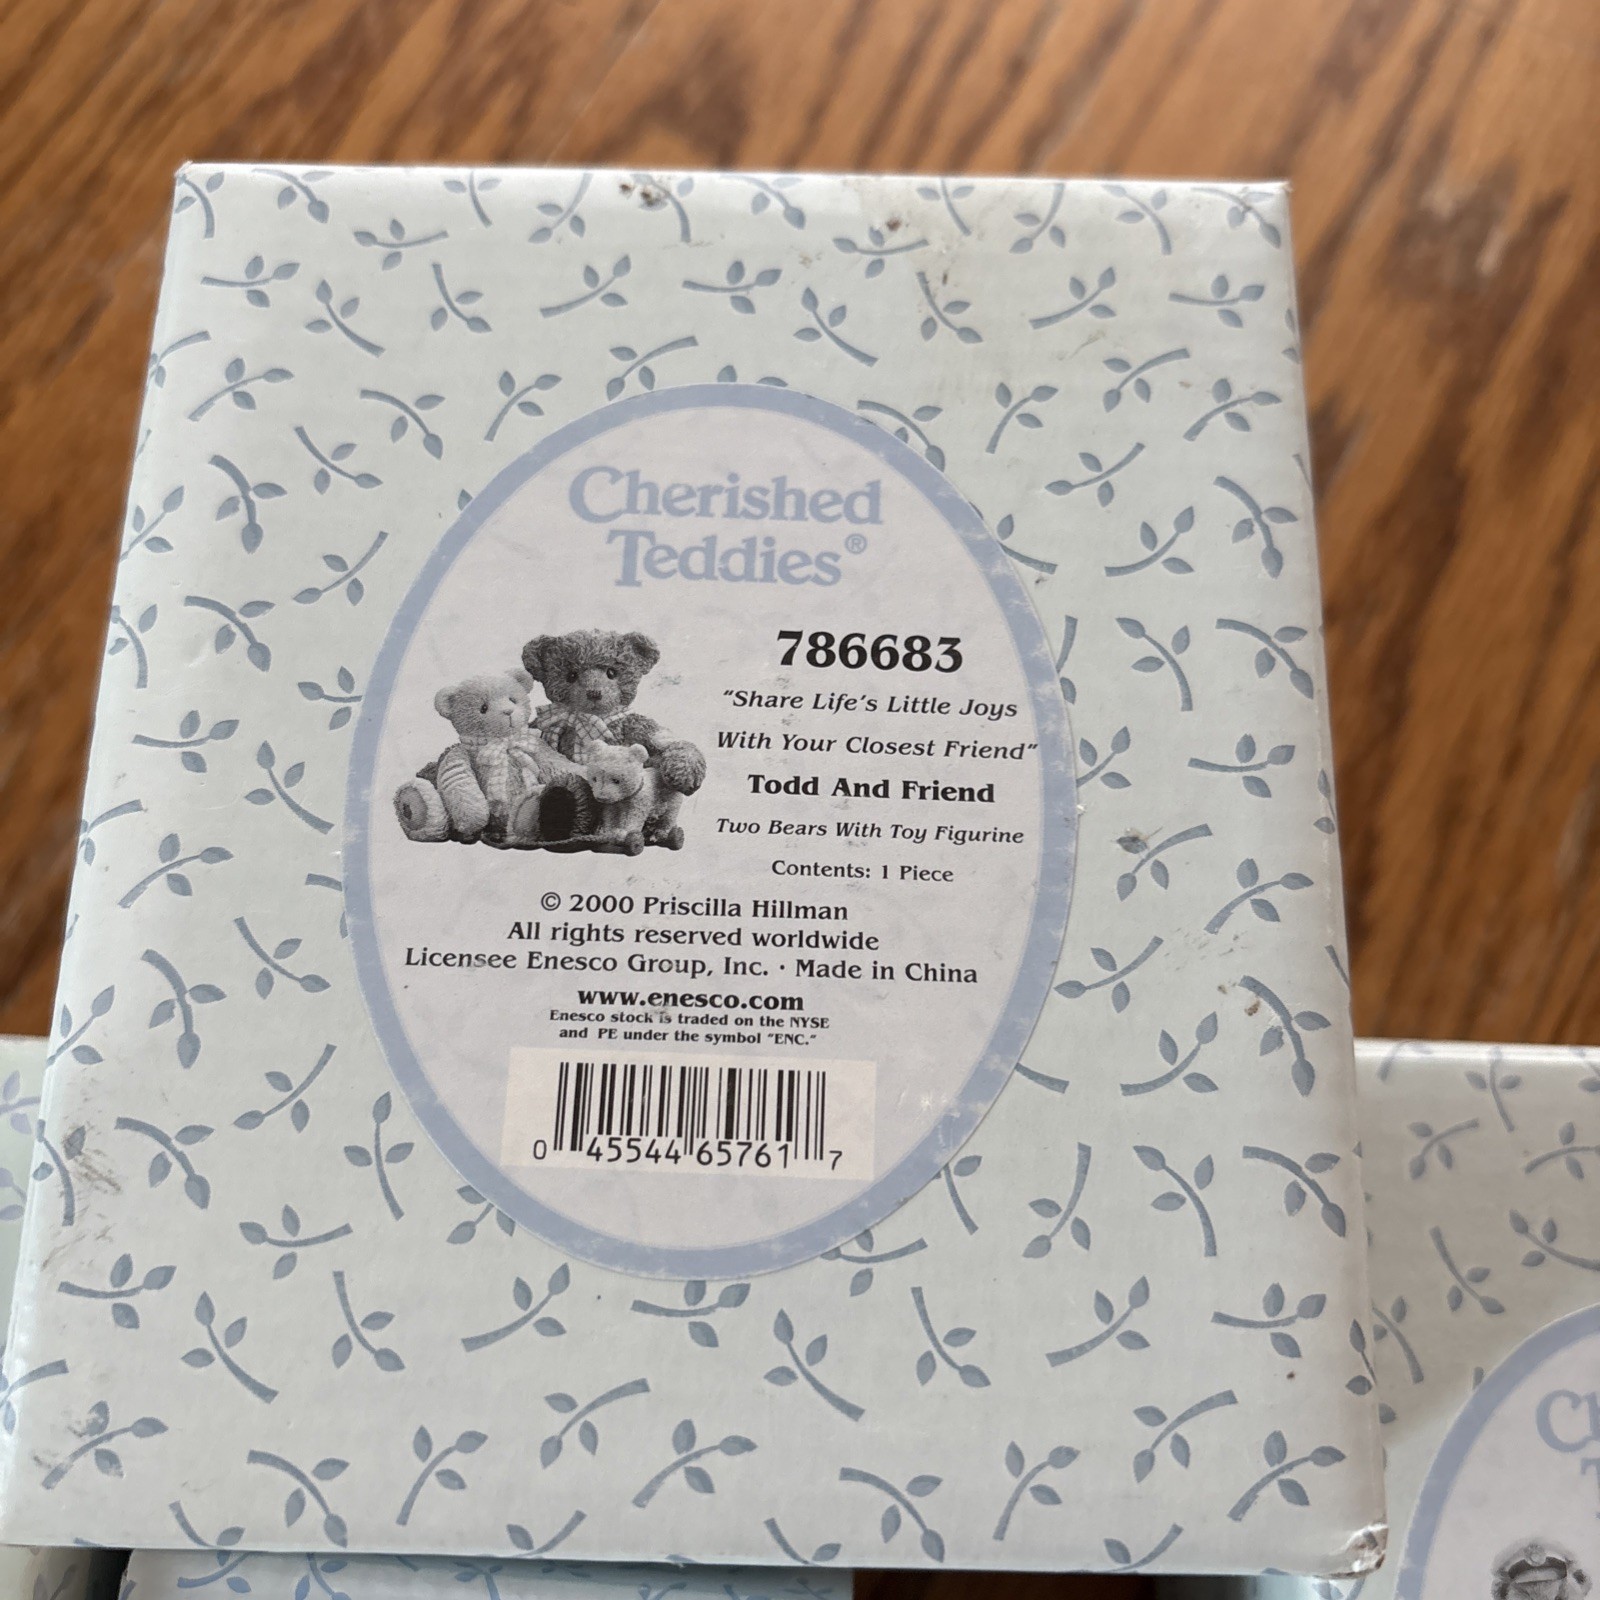 Cherished
Teddies®
786683
"Share Life's Little Joys
With Your Closest Friend"
Todd And Friend
Two Bears With Toy Figurine
Contents: 1 Piece
© 2000 Priscilla Hillman
All rights reserved worldwide
Licensee Enesco Group, Inc. · Made in China
www.enesco.com
Enesco stock is traded on the NYSE
and PE under the symbol "ENC."
0 45544 65761 7